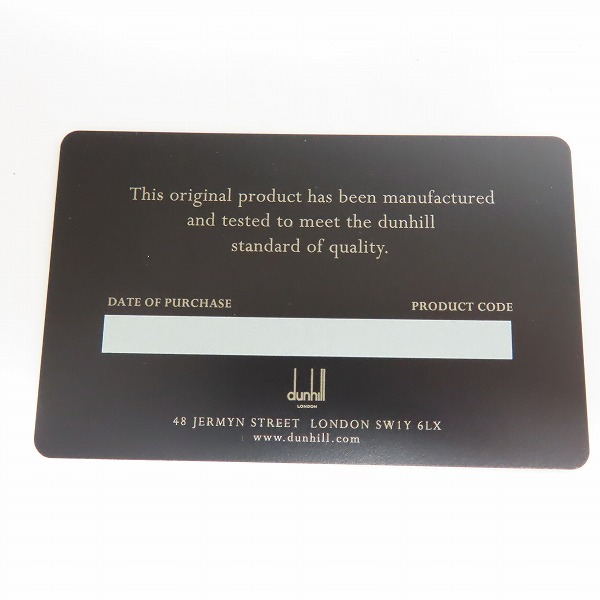 This original product has been manufactured
and tested to meet the dunhill
standard of quality.
DATE OF PURCHASE PRODUCT CODE
dunhill
LONDON
48 JERMYN STREET LONDON SW1Y 6LX
www.dunhill.com